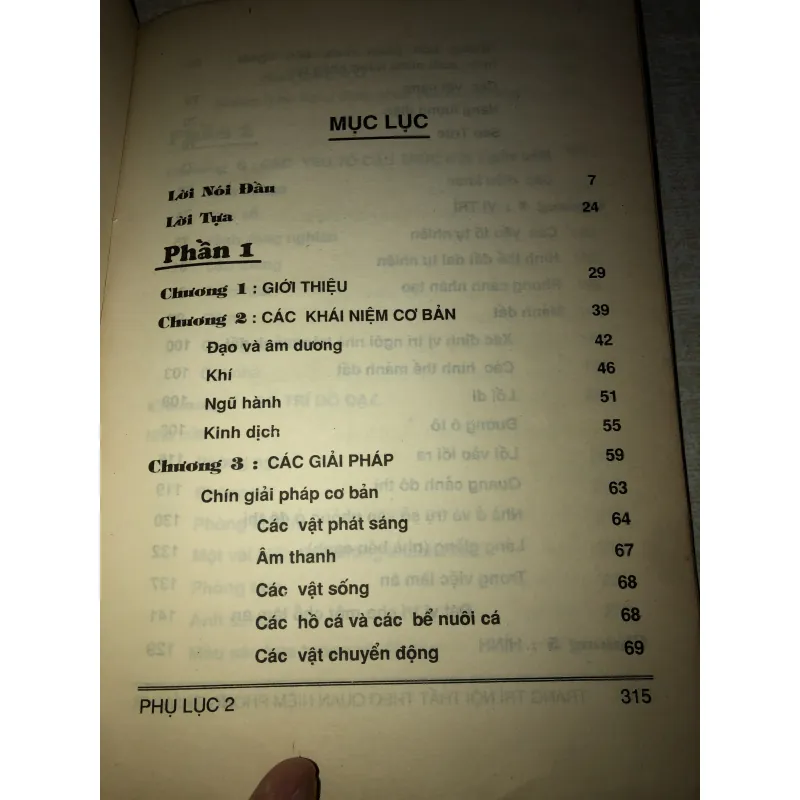 MỤC LỤC
Lời Nói Đầu 7
Lời Tựa 24
Phần 1
Chương 1 : GIỚI THIỆU 29
Chương 2 : CÁC KHÁI NIỆM CƠ BẢN 39
Đạo và âm dương 42
Khí 46
Ngũ hành 51
Kinh dịch 55
Chương 3 : CÁC GIẢI PHÁP 59
Chín giải pháp cơ bản 63
Các vật phát sáng 64
Âm thanh 67
Các vật sống 68
Các hồ cá và các bể nuôi cá 68
Các vật chuyển động 69
PHỤ LỤC 2 315